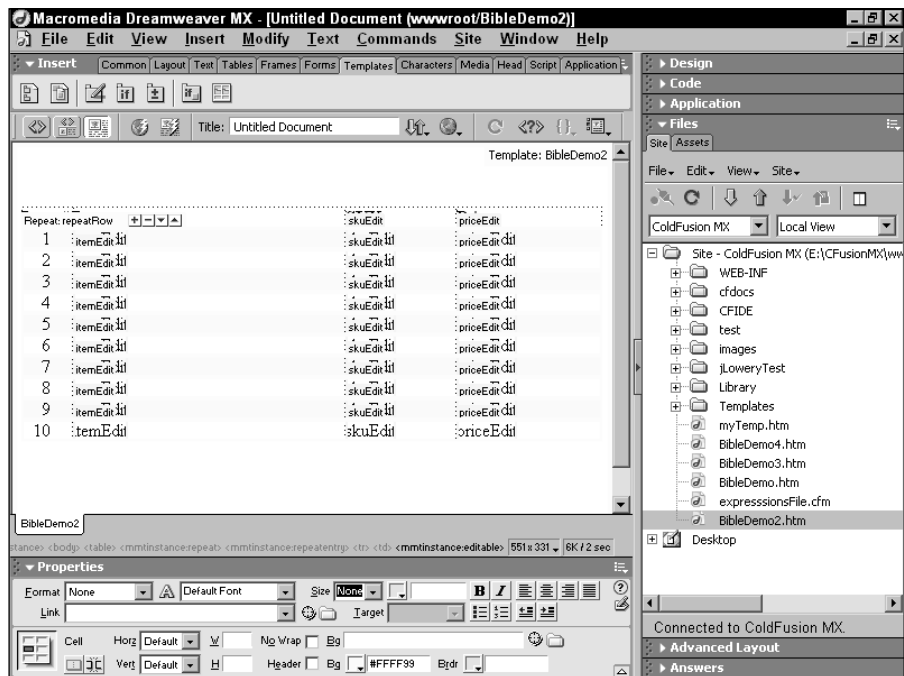 Macromedia Dreamweaver MX - [Untitled Document (wwwroot/BibleDemo2)]
File Edit View Insert Modify Text Commands Site Window Help
Insert Common Layout Text Tables Frames Forms Templates Characters Media Head Script Application
Title: Untitled Document
Template: BibleDemo2
Repeat: repeatRow skuEdit priceEdit
1 itemEdit skuEdit priceEdit
2 itemEdit skuEdit priceEdit
3 itemEdit skuEdit priceEdit
4 itemEdit skuEdit priceEdit
5 itemEdit skuEdit priceEdit
6 itemEdit skuEdit priceEdit
7 itemEdit skuEdit priceEdit
8 itemEdit skuEdit priceEdit
9 itemEdit skuEdit priceEdit
10 itemEdit skuEdit priceEdit
BibleDemo2
<body> <table> <mmtinstance:repeat> <mmtinstance:repeatentry> <tr> <td> <mmtinstance:editable> 551 x 331 6K / 2 sec
Properties
Format None Default Font Size None B I
Link Target
Cell Horz Default W No Wrap Bg
Vert Default H Header Bg #FFFF99 Brdr
Design
Code
Application
Files
Site Assets
File Edit View Site
ColdFusion MX Local View
Site - ColdFusion MX (E:\CFusionMX\ww
WEB-INF
cfdocs
CFIDE
test
images
jLoweryTest
Library
Templates
myTemp.htm
BibleDemo4.htm
BibleDemo3.htm
BibleDemo.htm
expresssionsFile.cfm
BibleDemo2.htm
Desktop
Connected to ColdFusion MX.
Advanced Layout
Answers